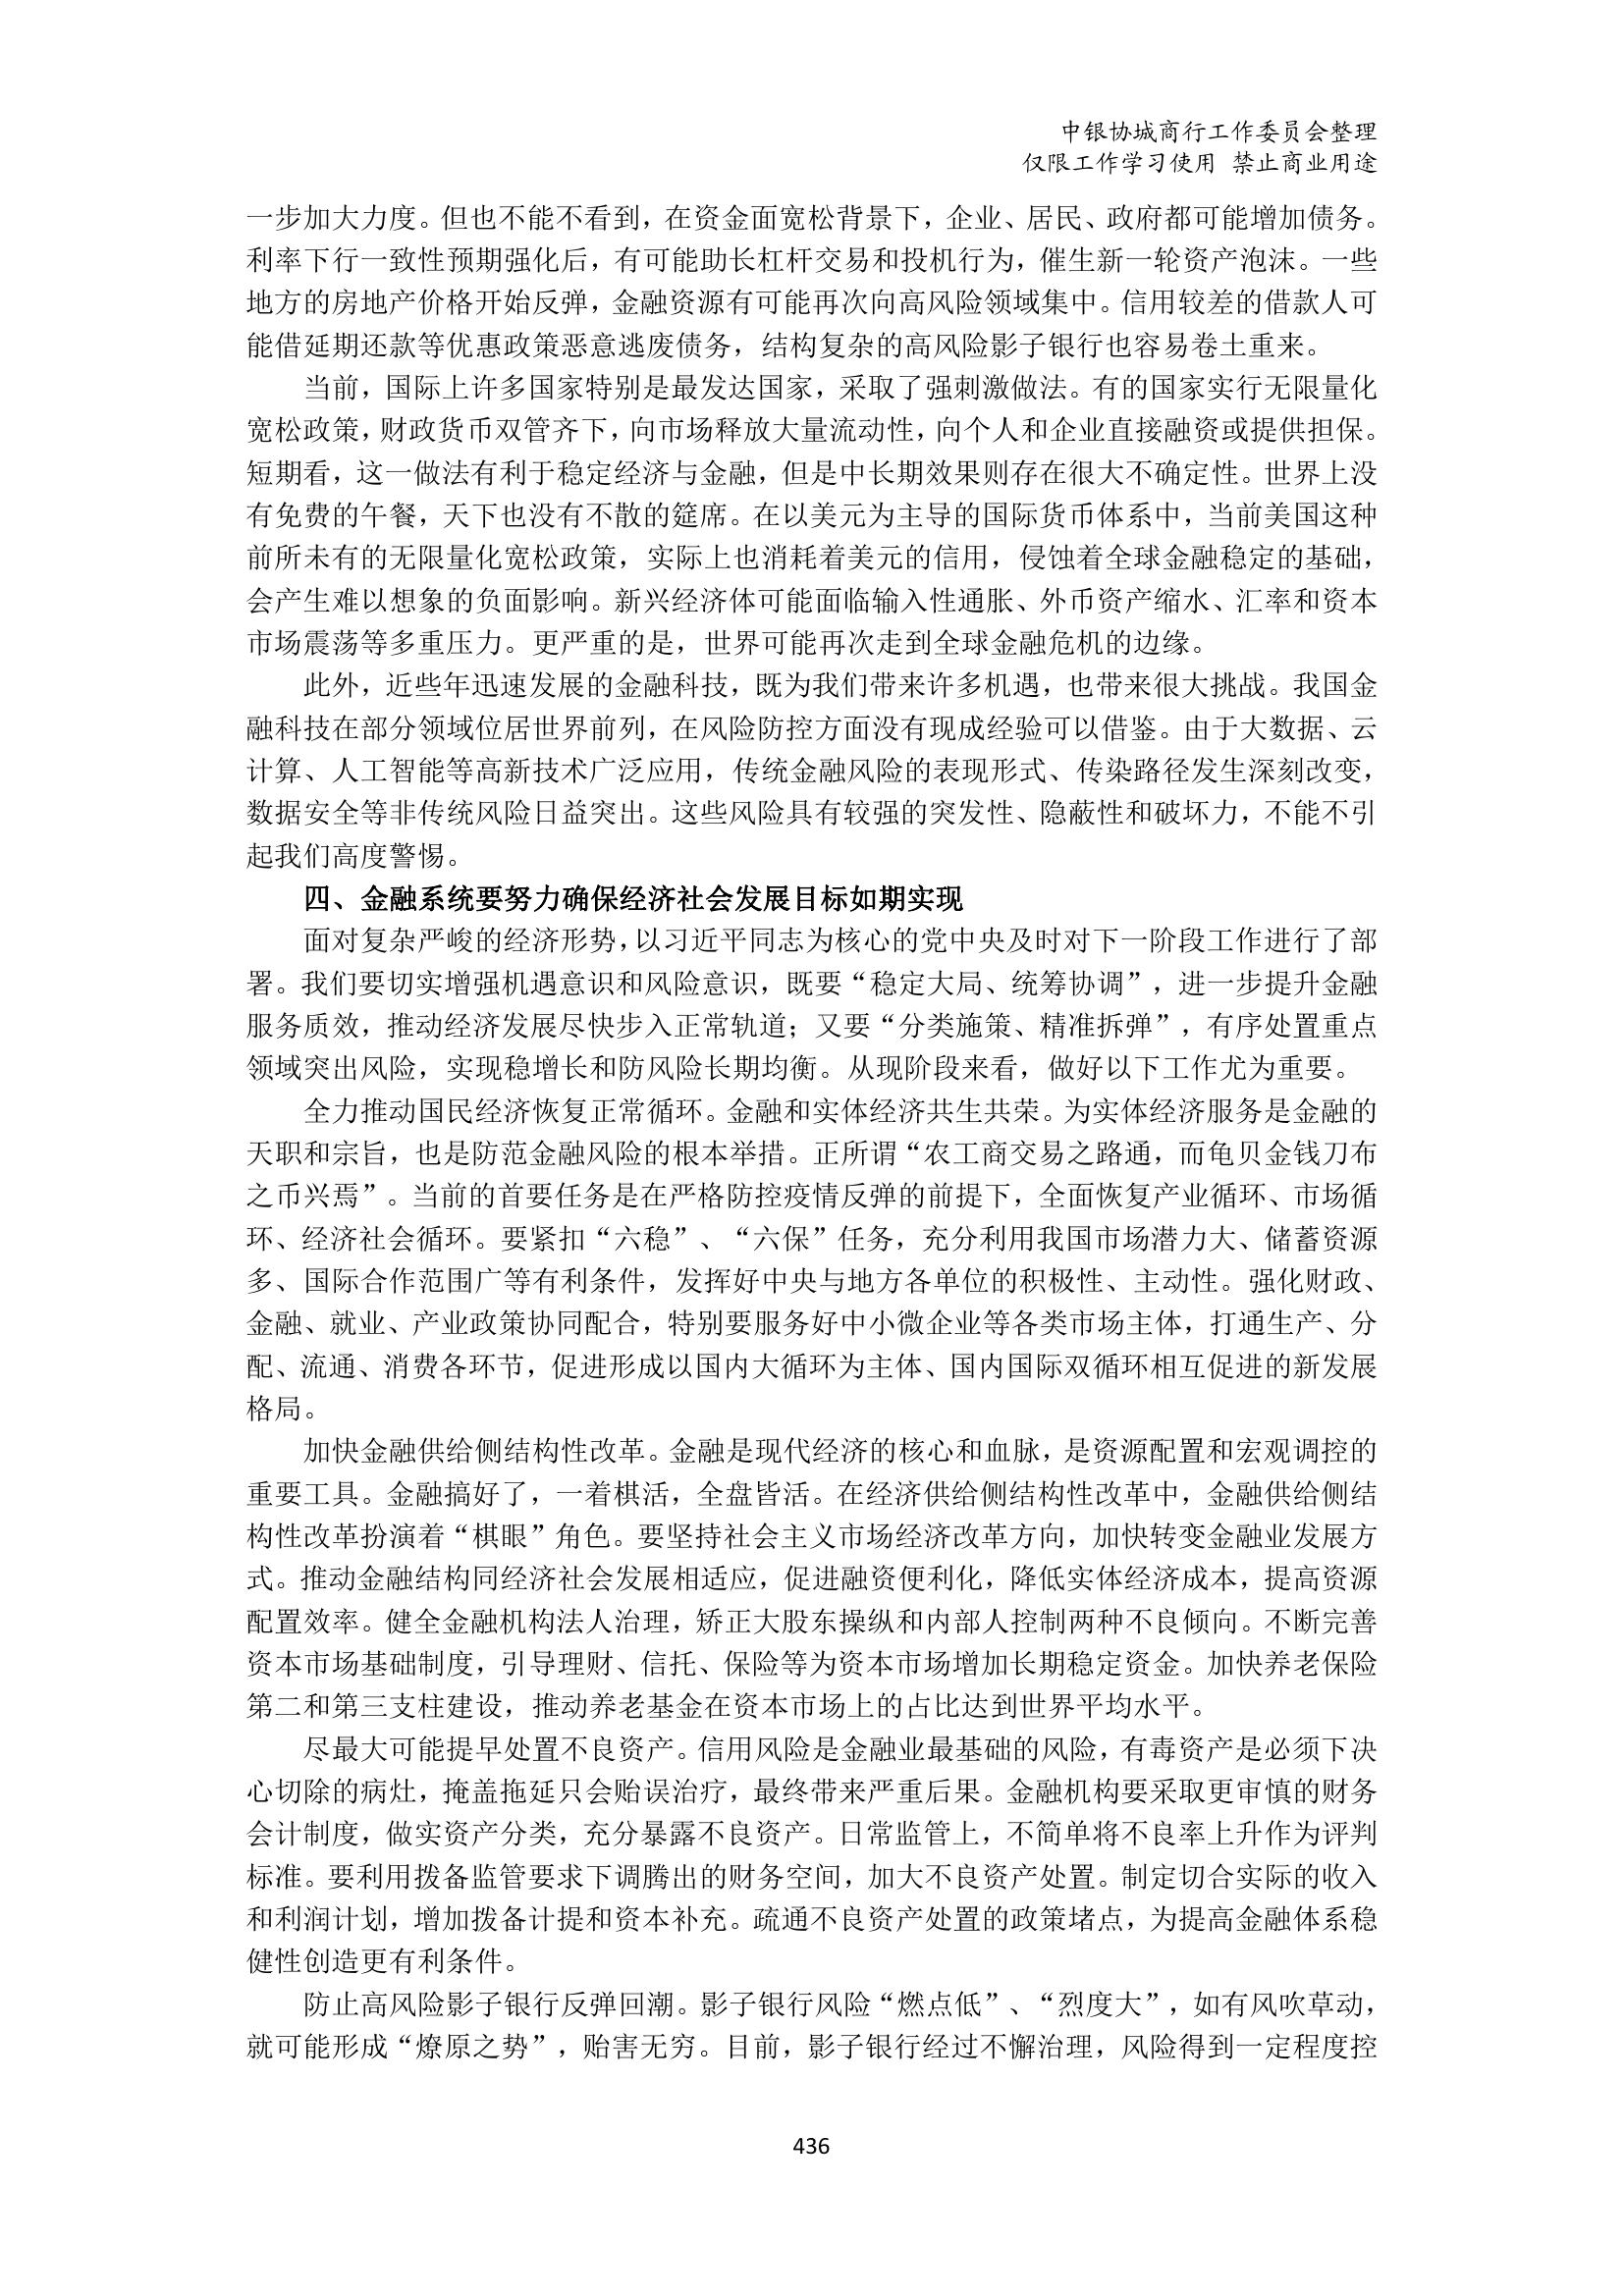 中银协城商行工作委员会整理
仅限工作学习使用 禁止商业用途
一步加大力度。但也不能不看到，在资金面宽松背景下，企业、居民、政府都可能增加债务。
利率下行一致性预期强化后，有可能助长杠杆交易和投机行为，催生新一轮资产泡沫。一些
地方的房地产价格开始反弹，金融资源有可能再次向高风险领域集中。信用较差的借款人可
能借延期还款等优惠政策恶意逃废债务，结构复杂的高风险影子银行也容易卷土重来。
当前，国际上许多国家特别是最发达国家，采取了强刺激做法。有的国家实行无限量化
宽松政策，财政货币双管齐下，向市场释放大量流动性，向个人和企业直接融资或提供担保。
短期看，这一做法有利于稳定经济与金融，但是中长期效果则存在很大不确定性。世界上没
有免费的午餐，天下也没有不散的筵席。在以美元为主导的国际货币体系中，当前美国这种
前所未有的无限量化宽松政策，实际上也消耗着美元的信用，侵蚀着全球金融稳定的基础，
会产生难以想象的负面影响。新兴经济体可能面临输入性通胀、外币资产缩水、汇率和资本
市场震荡等多重压力。更严重的是，世界可能再次走到全球金融危机的边缘。
此外，近些年迅速发展的金融科技，既为我们带来许多机遇，也带来很大挑战。我国金
融科技在部分领域位居世界前列，在风险防控方面没有现成经验可以借鉴。由于大数据、云
计算、人工智能等高新技术广泛应用，传统金融风险的表现形式、传染路径发生深刻改变，
数据安全等非传统风险日益突出。这些风险具有较强的突发性、隐蔽性和破坏力，不能不引
起我们高度警惕。
四、金融系统要努力确保经济社会发展目标如期实现
面对复杂严峻的经济形势，以习近平同志为核心的党中央及时对下一阶段工作进行了部
署。我们要切实增强机遇意识和风险意识，既要“稳定大局、统筹协调”，进一步提升金融
服务质效，推动经济发展尽快步入正常轨道；又要“分类施策、精准拆弹”，有序处置重点
领域突出风险，实现稳增长和防风险长期均衡。从现阶段来看，做好以下工作尤为重要。
全力推动国民经济恢复正常循环。金融和实体经济共生共荣。为实体经济服务是金融的
天职和宗旨，也是防范金融风险的根本举措。正所谓“农工商交易之路通，而龟贝金钱刀布
之币兴焉”。当前的首要任务是在严格防控疫情反弹的前提下，全面恢复产业循环、市场循
环、经济社会循环。要紧扣“六稳”、“六保”任务，充分利用我国市场潜力大、储蓄资源
多、国际合作范围广等有利条件，发挥好中央与地方各单位的积极性、主动性。强化财政、
金融、就业、产业政策协同配合，特别要服务好中小微企业等各类市场主体，打通生产、分
配、流通、消费各环节，促进形成以国内大循环为主体、国内国际双循环相互促进的新发展
格局。
加快金融供给侧结构性改革。金融是现代经济的核心和血脉，是资源配置和宏观调控的
重要工具。金融搞好了，一着棋活，全盘皆活。在经济供给侧结构性改革中，金融供给侧结
构性改革扮演着“棋眼”角色。要坚持社会主义市场经济改革方向，加快转变金融业发展方
式。推动金融结构同经济社会发展相适应，促进融资便利化，降低实体经济成本，提高资源
配置效率。健全金融机构法人治理，矫正大股东操纵和内部人控制两种不良倾向。不断完善
资本市场基础制度，引导理财、信托、保险等为资本市场增加长期稳定资金。加快养老保险
第二和第三支柱建设，推动养老基金在资本市场上的占比达到世界平均水平。
尽最大可能提早处置不良资产。信用风险是金融业最基础的风险，有毒资产是必须下决
心切除的病灶，掩盖拖延只会贻误治疗，最终带来严重后果。金融机构要采取更审慎的财务
会计制度，做实资产分类，充分暴露不良资产。日常监管上，不简单将不良率上升作为评判
标准。要利用拨备监管要求下调腾出的财务空间，加大不良资产处置。制定切合实际的收入
和利润计划，增加拨备计提和资本补充。疏通不良资产处置的政策堵点，为提高金融体系稳
健性创造更有利条件。
防止高风险影子银行反弹回潮。影子银行风险“燃点低”、“烈度大”，如有风吹草动，
就可能形成“燎原之势”，贻害无穷。目前，影子银行经过不懈治理，风险得到一定程度控
436